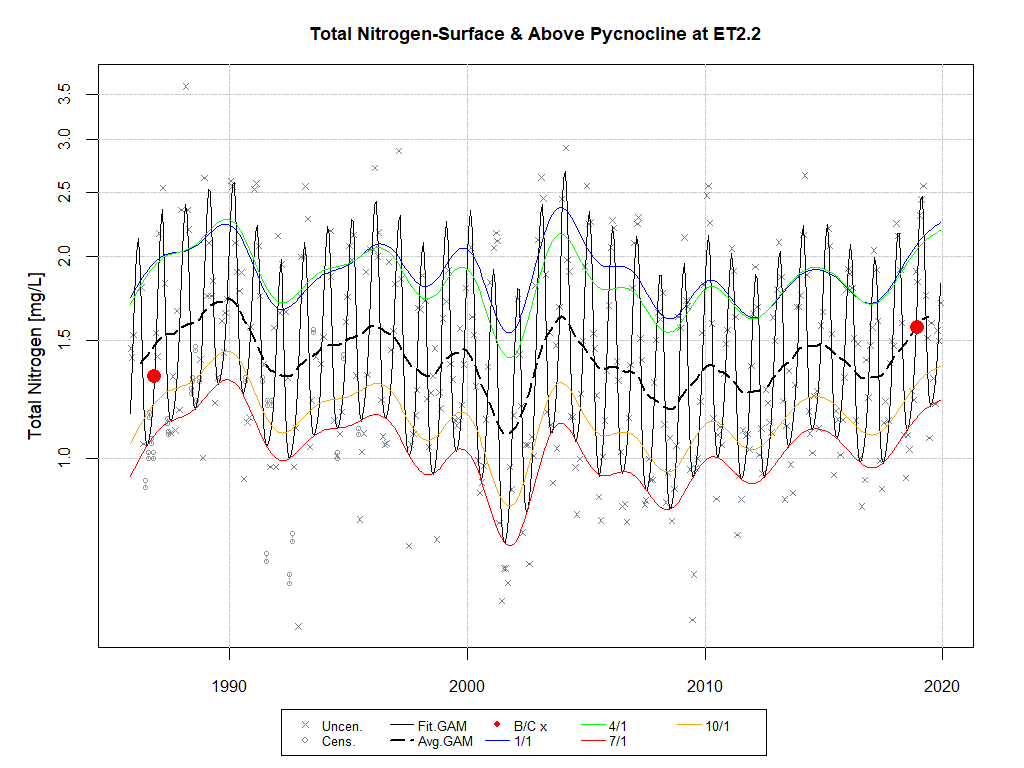 Total Nitrogen-Surface & Above Pycnocline at ET2.2
Total Nitrogen [mg/L]
3.5
3.0
2.5
2.0
1.5
1.0
1990 2000 2010 2020
Uncen. Fit.GAM B/C x 4/1 10/1
Cens. Avg.GAM 1/1 7/1